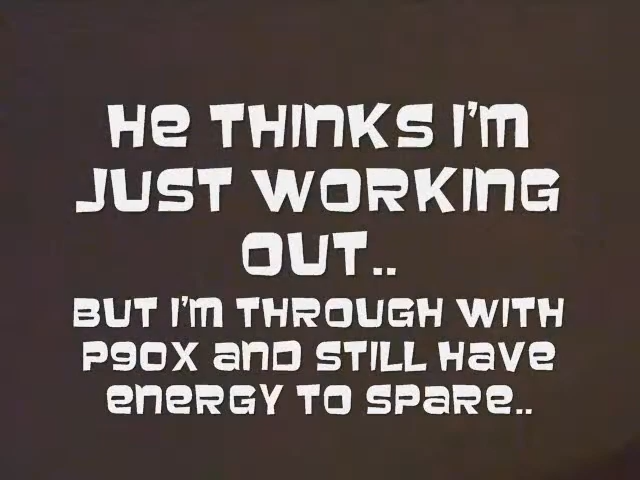 He THINKS I'M
JUST WORKING
OUT..
BUT I'M THROUGH WITH
P90X and STILL Have
eneRGY TO SPaRe..